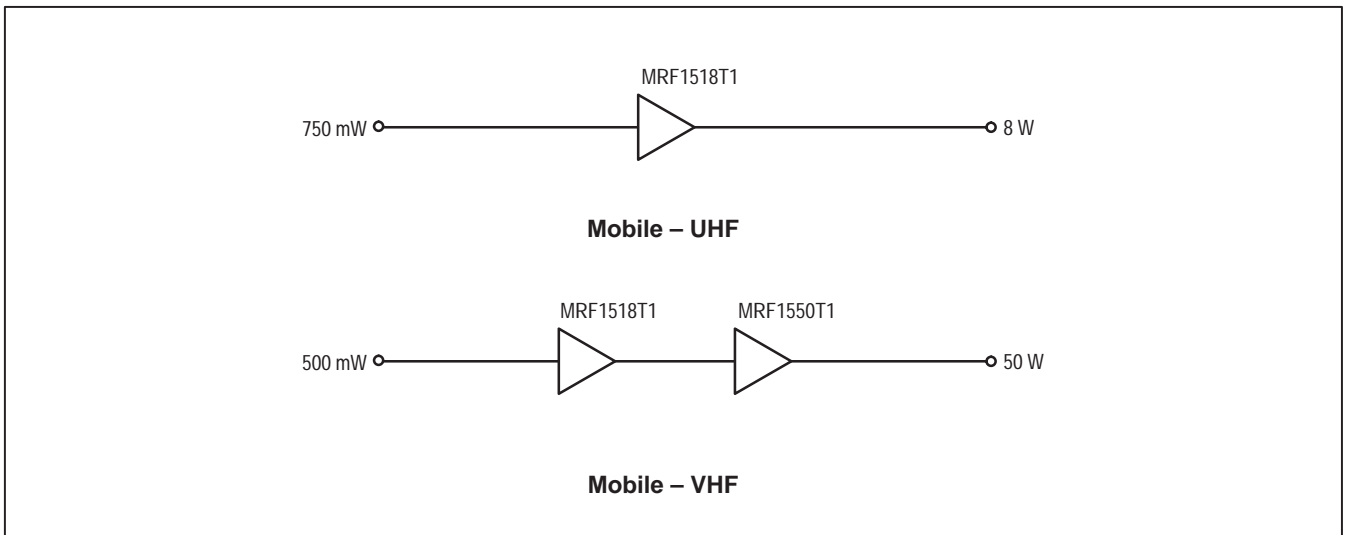 MRF1518T1
750 mW
8 W
Mobile – UHF
MRF1518T1 MRF1550T1
500 mW
50 W
Mobile – VHF